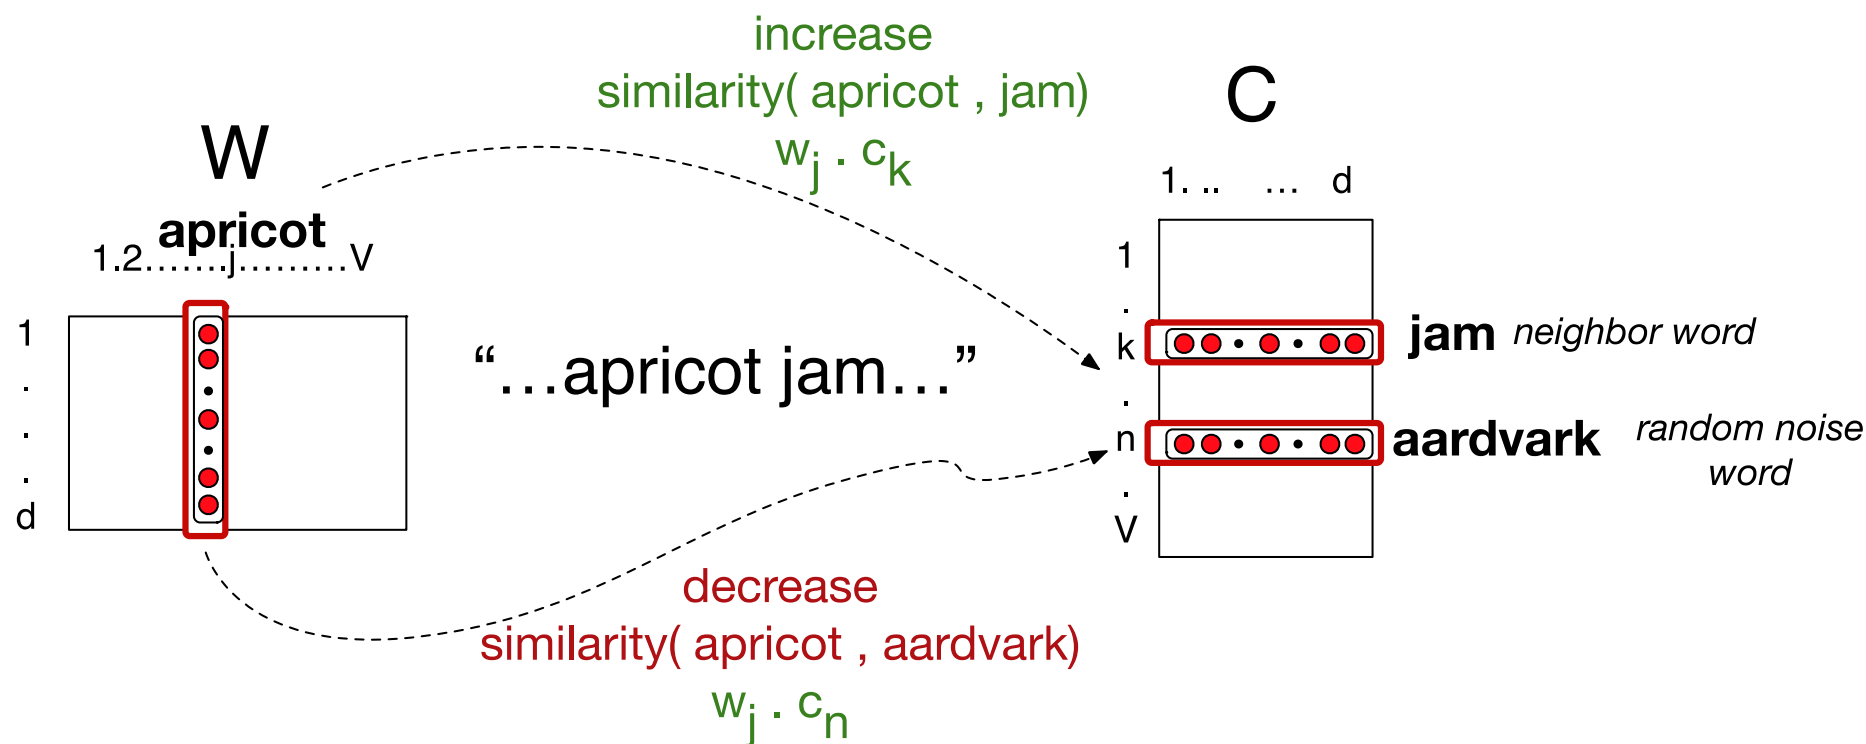 increase
similarity( apricot , jam)
wj . ck
W
apricot
1.2.......j.........V
1
.
.
.
d
“…apricot jam…”
C
1. .. … d
1
.
k
.
n
.
V
jam neighbor word
aardvark random noise
word
decrease
similarity( apricot , aardvark)
wj . cn